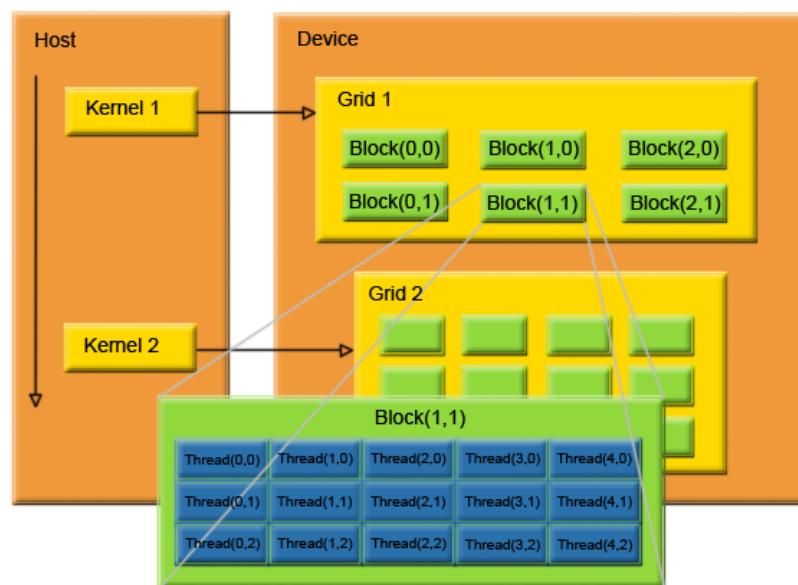 Host
Device
Kernel 1
Grid 1
Block(0,0) Block(1,0) Block(2,0)
Block(0,1) Block(1,1) Block(2,1)
Grid 2
Kernel 2
Block(1,1)
Thread(0,0) Thread(1,0) Thread(2,0) Thread(3,0) Thread(4,0)
Thread(0,1) Thread(1,1) Thread(2,1) Thread(3,1) Thread(4,1)
Thread(0,2) Thread(1,2) Thread(2,2) Thread(3,2) Thread(4,2)